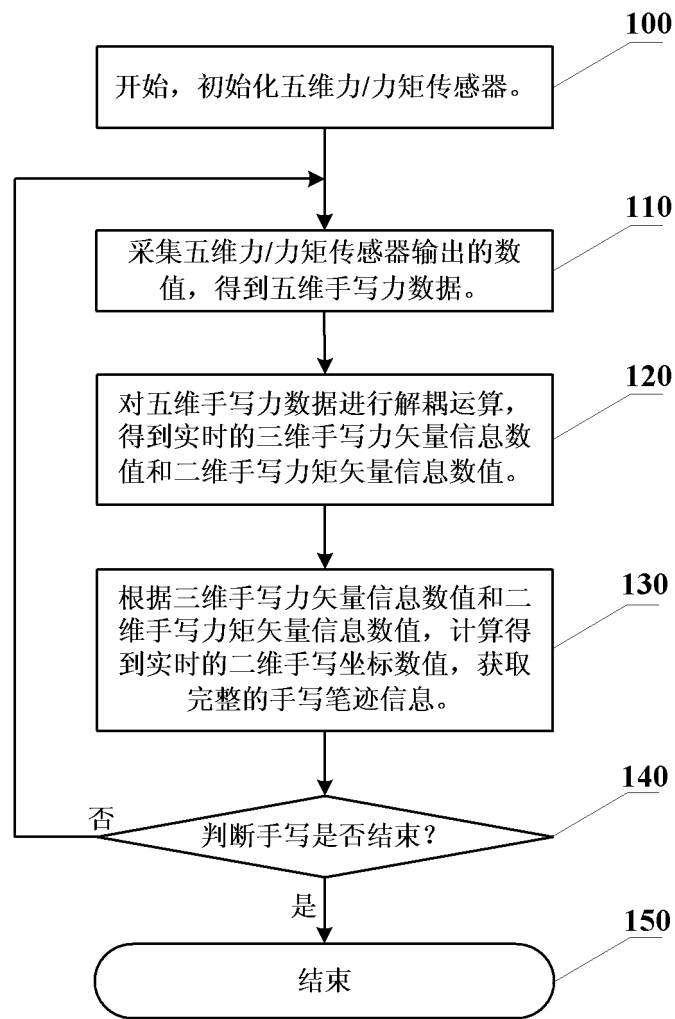 100
开始，初始化五维力/力矩传感器。
110
采集五维力/力矩传感器输出的数
值，得到五维手写力数据。
120
对五维手写力数据进行解耦运算，
得到实时的三维手写力矢量信息数
值和二维手写力矩矢量信息数值。
130
根据三维手写力矢量信息数值和二
维手写力矩矢量信息数值，计算得
到实时的二维手写坐标数值，获取
完整的手写笔迹信息。
140
否
判断手写是否结束？
是
150
结束